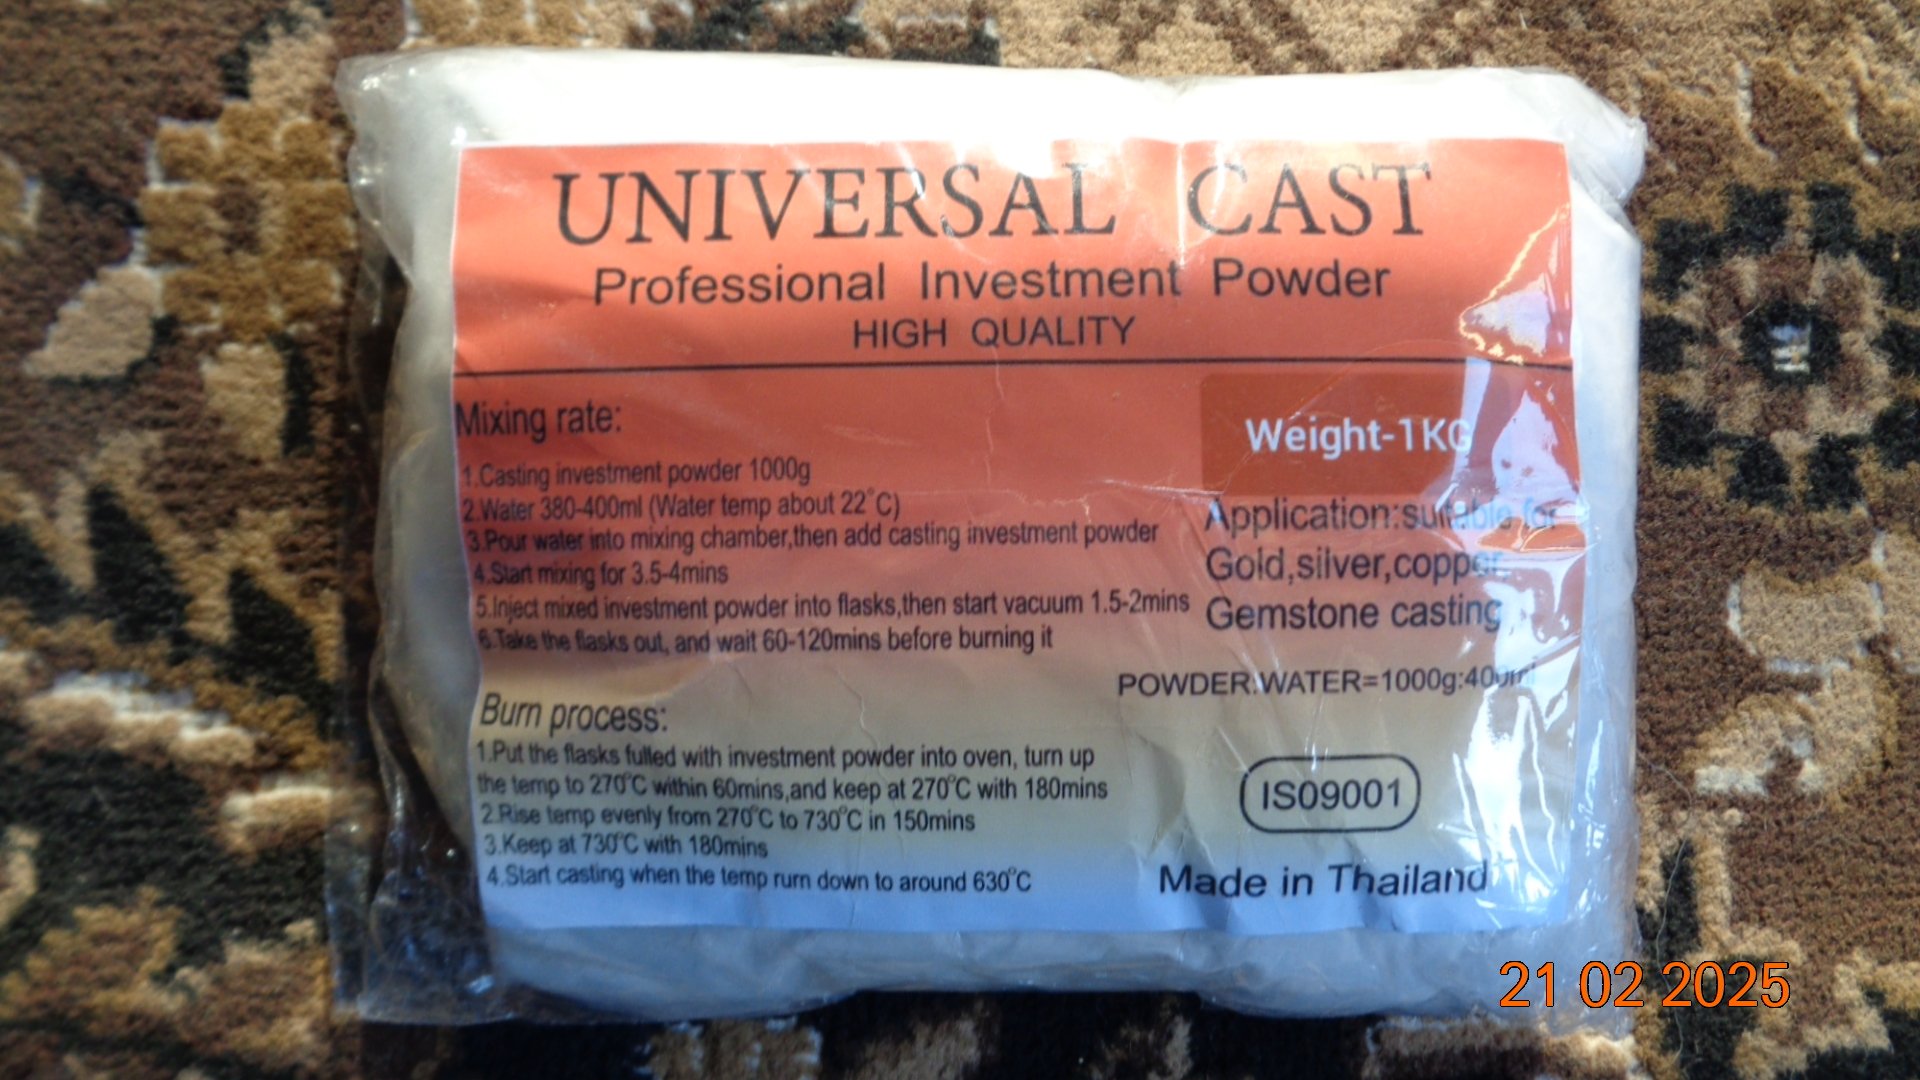 UNIVERSAL CAST
Professional Investment Powder
HIGH QUALITY
Mixing rate:
1.Casting investment powder 1000g
2.Water 380-400ml (Water temp about 22°C)
3.Pour water into mixing chamber,then add casting investment powder
4.Start mixing for 3.5-4mins
5.Inject mixed investment powder into flasks,then start vacuum 1.5-2mins
6.Take the flasks out, and wait 60-120mins before burning it
Weight-1KG
Application:suitable for
Gold,silver,copper.
Gemstone casting
POWDER:WATER=1000g:400ml
Burn process:
1.Put the flasks fulled with investment powder into oven, turn up
the temp to 270°C within 60mins,and keep at 270°C with 180mins
2.Rise temp evenly from 270°C to 730°C in 150mins
3.Keep at 730°C with 180mins
4.Start casting when the temp rurn down to around 630°C
IS09001
Made in Thailand
21 02 2025